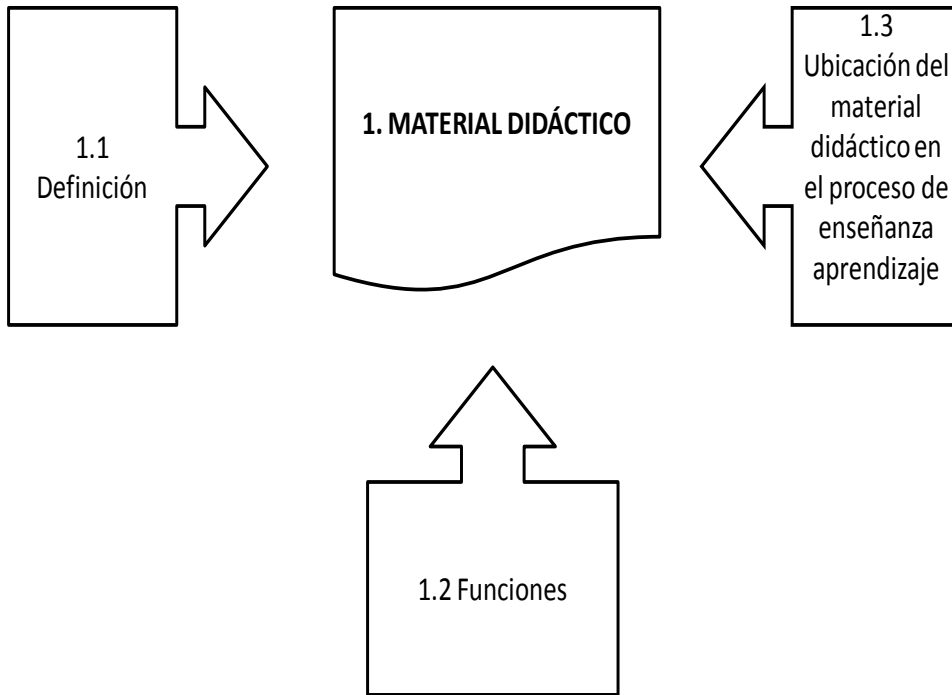 1. MATERIAL DIDÁCTICO
1.1
Definición
1.2 Funciones
1.3
Ubicación del
material
didáctico en
el proceso de
enseñanza
aprendizaje